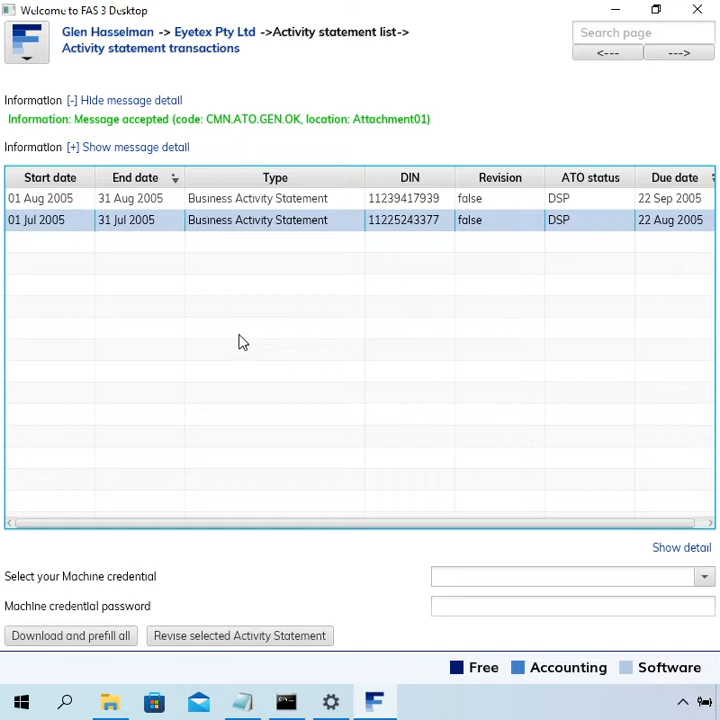 Welcome to FAS 3 Desktop
Glen Hasselman -> Eyetex Pty Ltd ->Activity statement list->
Activity statement transactions
Search page
<---
--->
Information [-] Hide message detail
Information: Message accepted (code: CMN.ATO.GEN.OK, location: Attachment01)
Information [+] Show message detail
Start date End date Type DIN Revision ATO status Due date
01 Aug 2005 31 Aug 2005 Business Activity Statement 11239417939 false DSP 22 Sep 2005
01 Jul 2005 31 Jul 2005 Business Activity Statement 11225243377 false DSP 22 Aug 2005
Show detail
Select your Machine credential
Machine credential password
Download and prefill all
Revise selected Activity Statement
Free Accounting Software